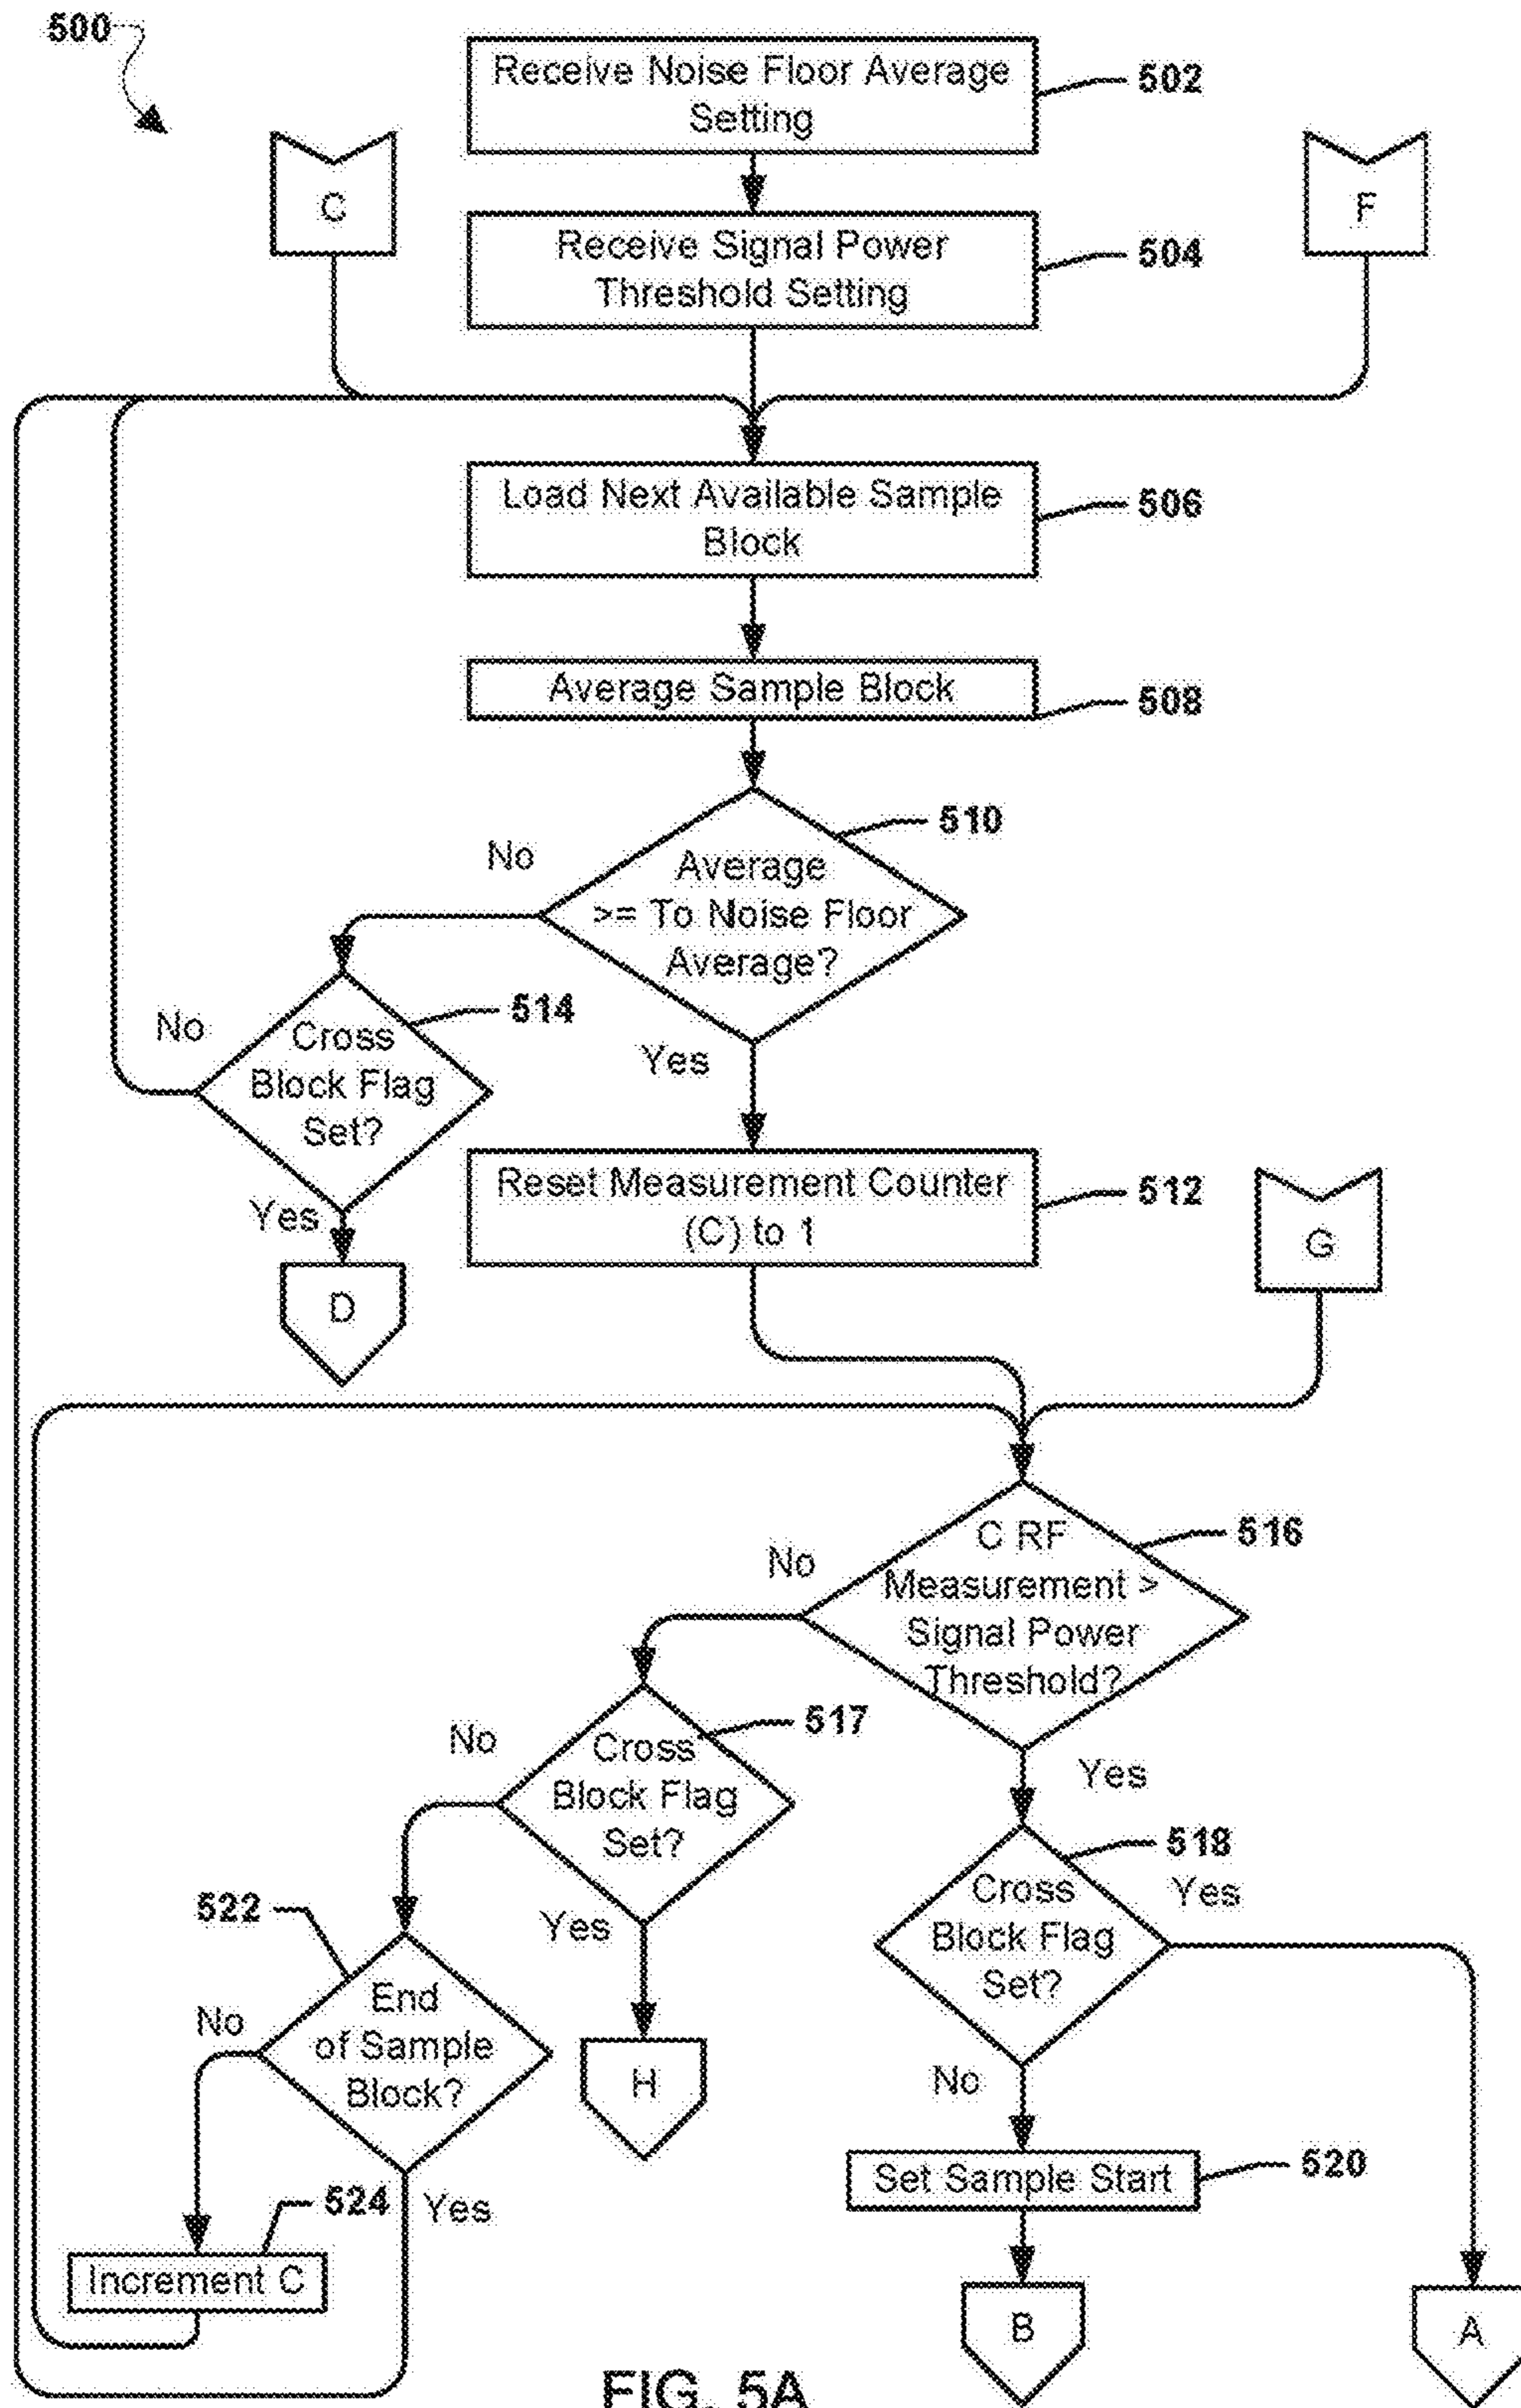 500
Receive Noise Floor Average
Setting
502
C
F
Receive Signal Power
Threshold Setting
504
Load Next Available Sample
Block
506
Average Sample Block
508
510
No
Average
>= To Noise Floor
Average?
514
No
Cross
Block Flag
Set?
Yes
Yes
Reset Measurement Counter
(C) to 1
512
G
D
C RF
Measurement >
Signal Power
Threshold?
516
No
517
No
Cross
Block Flag
Set?
Yes
518
Yes
Cross
Block Flag
Set?
522
Yes
End
of Sample
Block?
No
H
No
Set Sample Start
520
524
Yes
Increment C
B
A
FIG. 5A